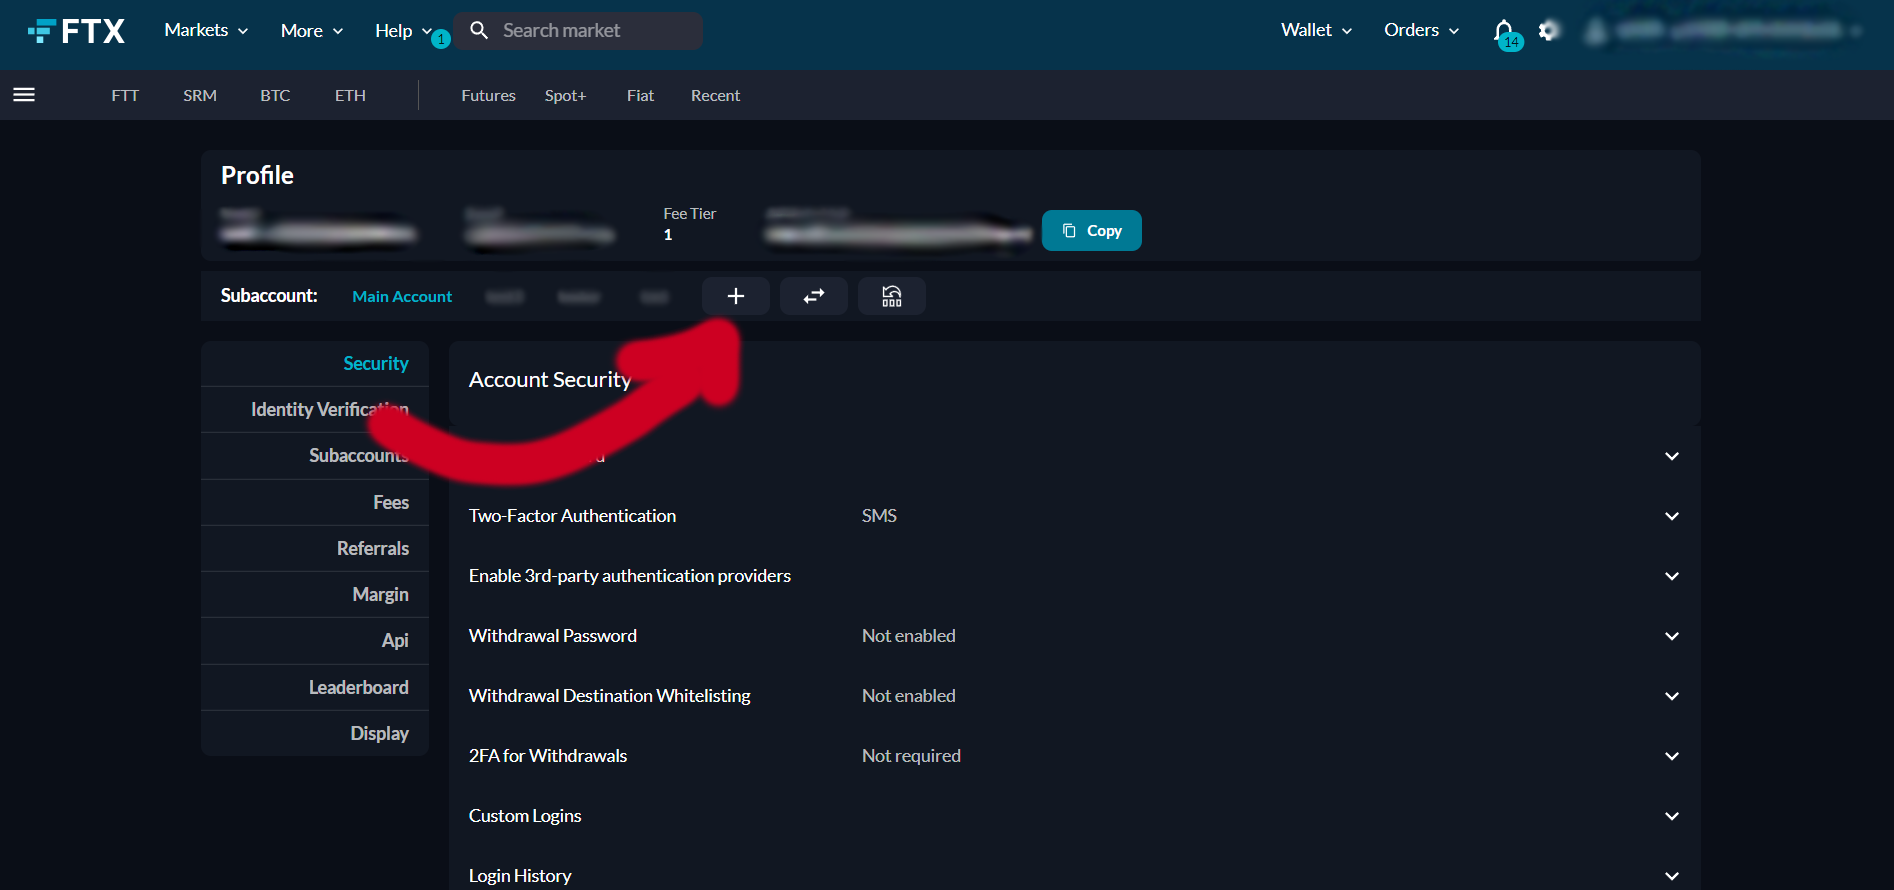 FTX Markets More Help 1 Search market Wallet Orders 14
FTT SRM BTC ETH Futures Spot+ Fiat Recent
Profile
Fee Tier
1
Copy
Subaccount: Main Account
Security
Identity Verification
Subaccounts
Fees
Referrals
Margin
Api
Leaderboard
Display
Account Security
Two-Factor Authentication SMS
Enable 3rd-party authentication providers
Withdrawal Password Not enabled
Withdrawal Destination Whitelisting Not enabled
2FA for Withdrawals Not required
Custom Logins
Login History